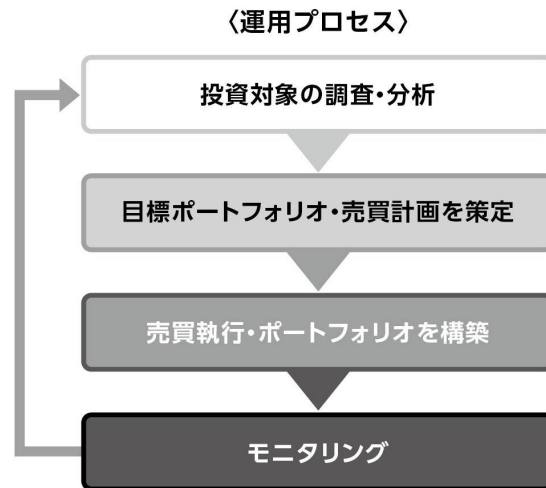 〈運用プロセス〉
投資対象の調査・分析
目標ポートフォリオ・売買計画を策定
売買執行・ポートフォリオを構築
モニタリング